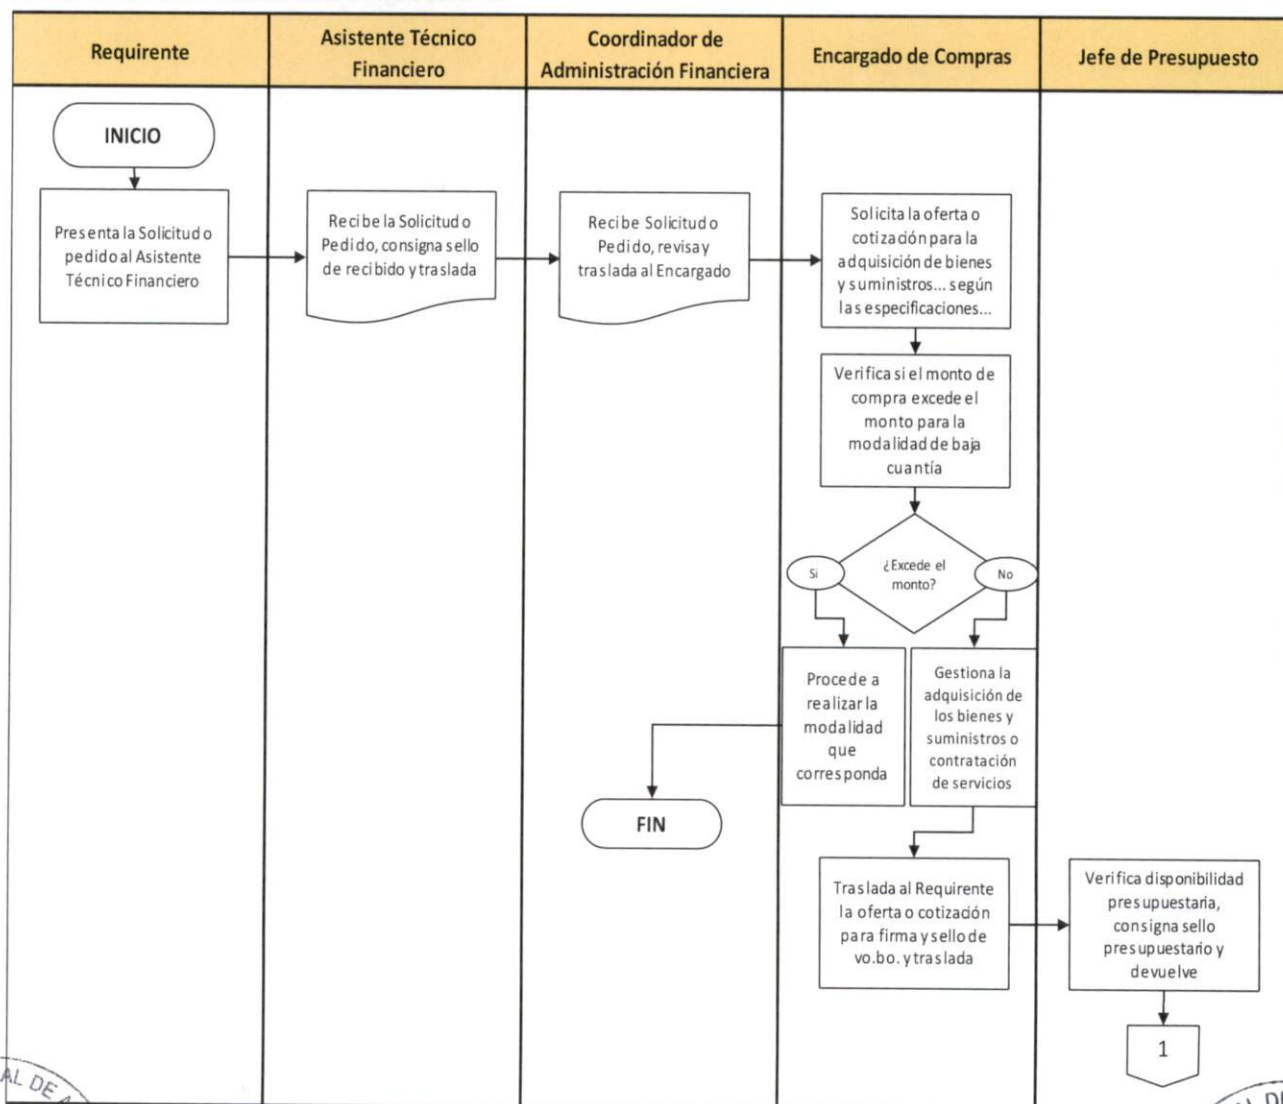 Requirente
Asistente Técnico
Financiero
Coordinador de
Administración Financiera
Encargado de Compras
Jefe de Presupuesto
INICIO
Presenta la Solicitud o
pedido al Asistente
Técnico Financiero
Recibe la Solicitud o
Pedido, consigna sello
de recibido y traslada
Recibe Solicitud o
Pedido, revisa y
traslada al Encargado
Solicita la oferta o
cotización para la
adquisición de bienes
y suministros... según
las especificaciones...
Verifica si el monto de
compra excede el
monto para la
modalidad de baja
cuantía
¿Excede el
monto?
Si
No
Procede a
realizar la
modalidad
que
corresponda
Gestiona la
adquisición de
los bienes y
suministros o
contratación
de servicios
FIN
Traslada al Requirente
la oferta o cotización
para firma y sello de
vo.bo. y traslada
Verifica disponibilidad
presupuestaria,
consigna sello
presupuestario y
devuelve
1
AL DE